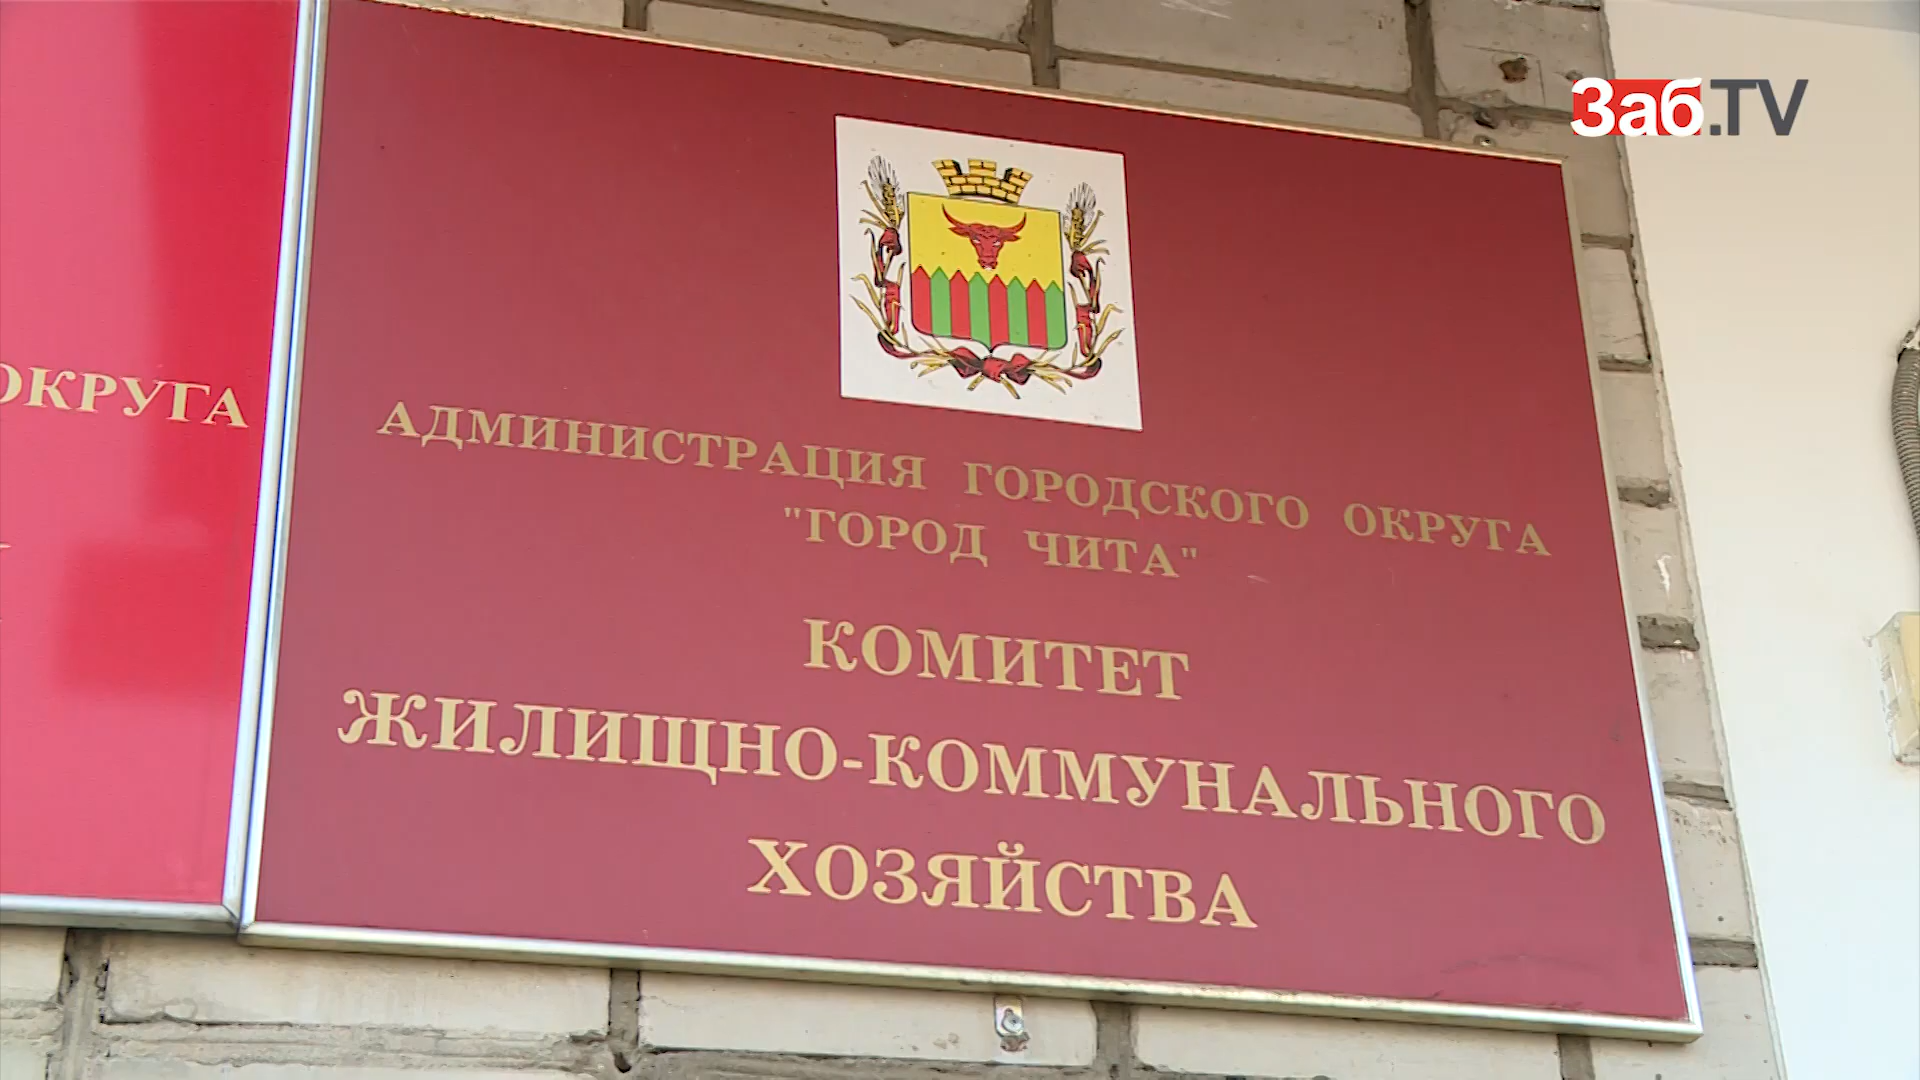 Заб.TV
ОКРУГА
АДМИНИСТРАЦИЯ ГОРОДСКОГО ОКРУГА
"ГОРОД ЧИТА"
КОМИТЕТ
ЖИЛИЩНО-КОММУНАЛЬНОГО
ХОЗЯЙСТВА